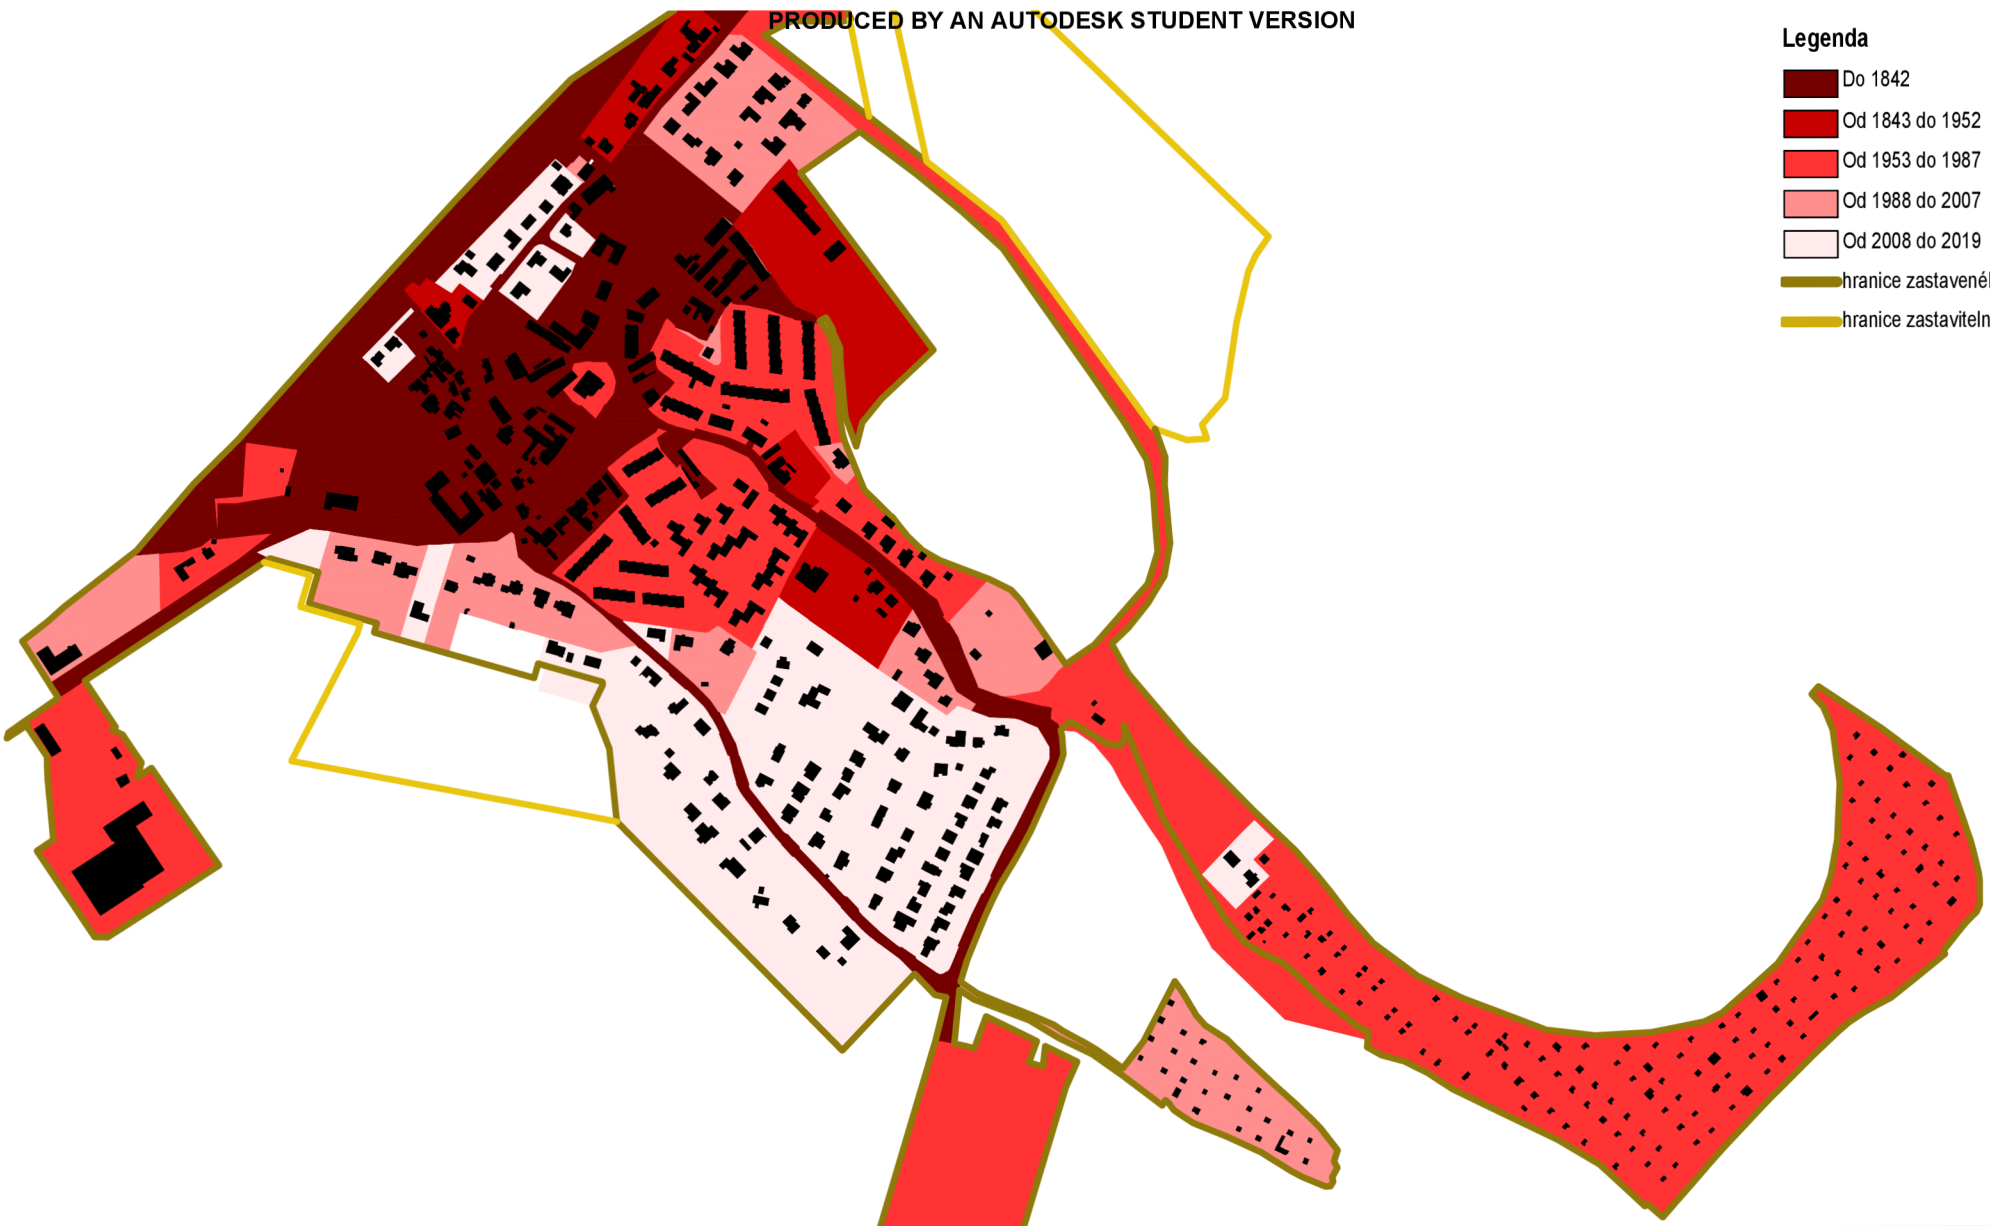 PRODUCED BY AN AUTODESK STUDENT VERSION
Legenda
Do 1842
Od 1843 do 1952
Od 1953 do 1987
Od 1988 do 2007
Od 2008 do 2019
hranice zastavenél
hranice zastaviteln